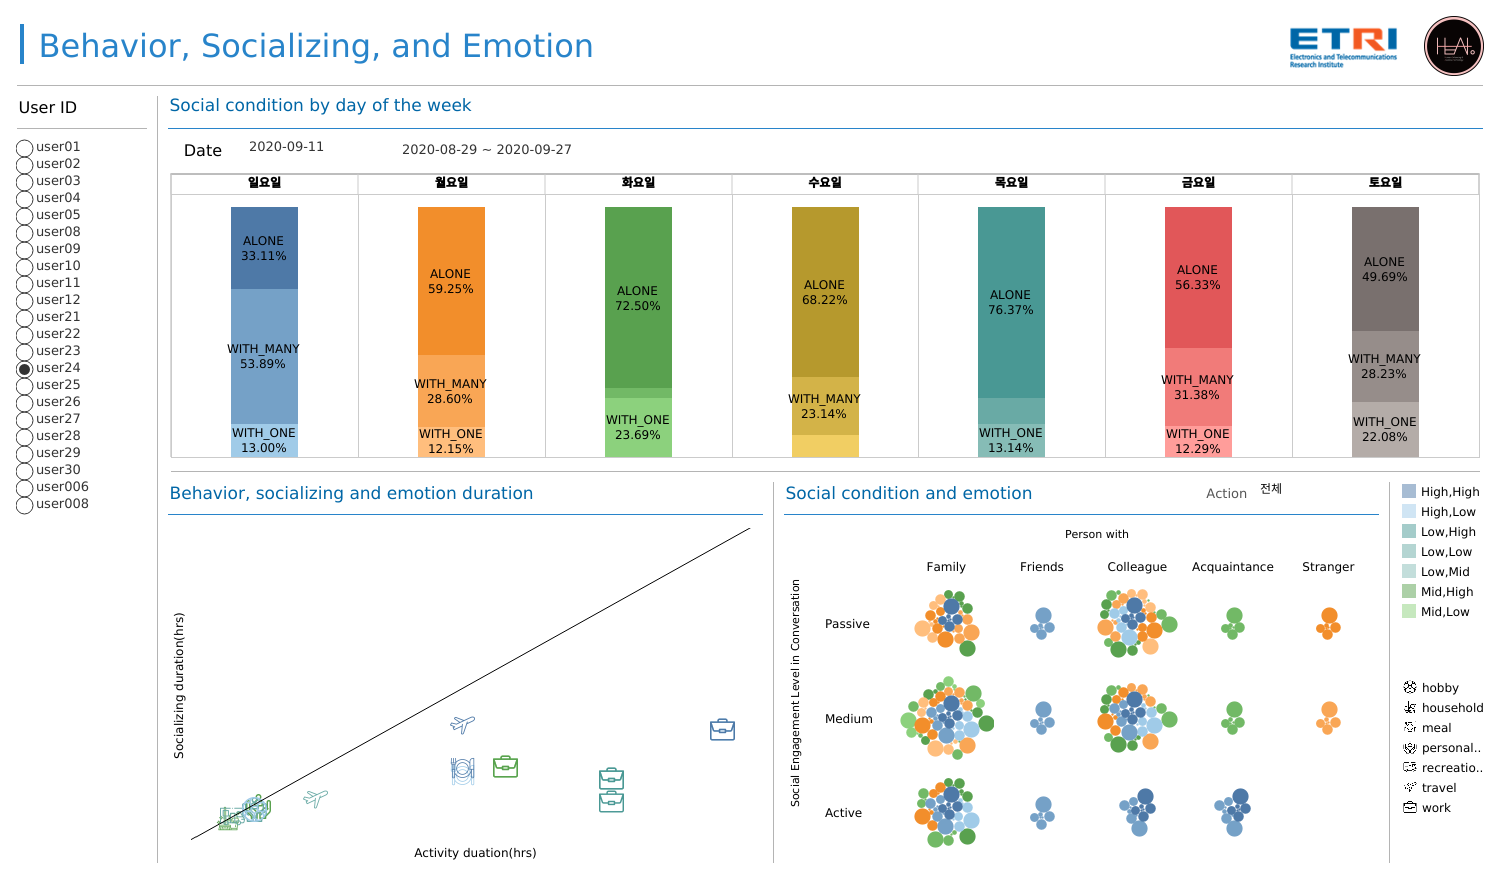 Behavior, Socializing, and Emotion
ETRI
Electronics and Telecommunications
Research Institute
User ID
user01
user02
user03
user04
user05
user08
user09
user10
user11
user12
user21
user22
user23
user24
user25
user26
user27
user28
user29
user30
user006
user008
Social condition by day of the week
Date 2020-09-11 2020-08-29 ~ 2020-09-27
일요일 월요일 화요일 수요일 목요일 금요일 토요일
ALONE
33.11%
WITH_MANY
53.89%
WITH_ONE
13.00%
ALONE
59.25%
WITH_MANY
28.60%
WITH_ONE
12.15%
ALONE
72.50%
WITH_ONE
23.69%
ALONE
68.22%
WITH_MANY
23.14%
ALONE
76.37%
WITH_ONE
13.14%
ALONE
56.33%
WITH_MANY
31.38%
WITH_ONE
12.29%
ALONE
49.69%
WITH_MANY
28.23%
WITH_ONE
22.08%
Behavior, socializing and emotion duration
Socializing duration(hrs)
Activity duation(hrs)
Social condition and emotion
Action 전체
Person with
Family Friends Colleague Acquaintance Stranger
Social Engagement Level in Conversation
Passive
Medium
Active
High,High
High,Low
Low,High
Low,Low
Low,Mid
Mid,High
Mid,Low
hobby
household
meal
personal..
recreatio..
travel
work